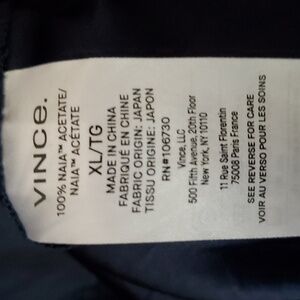 VINCE.
100% NAIA™ ACETATE/
NAIA™ ACÉTATE
XL/TG
MADE IN CHINA
FABRIQUÉ EN CHINE
FABRIC ORIGIN: JAPAN
TISSU ORIGINE: JAPON
RN#106730
Vince, LLC
500 Fifth Avenue, 20th Floor
New York, NY 10110
11 Rue Saint Florentin
75008 Paris France
SEE REVERSE FOR CARE
VOIR AU VERSO POUR LES SOINS